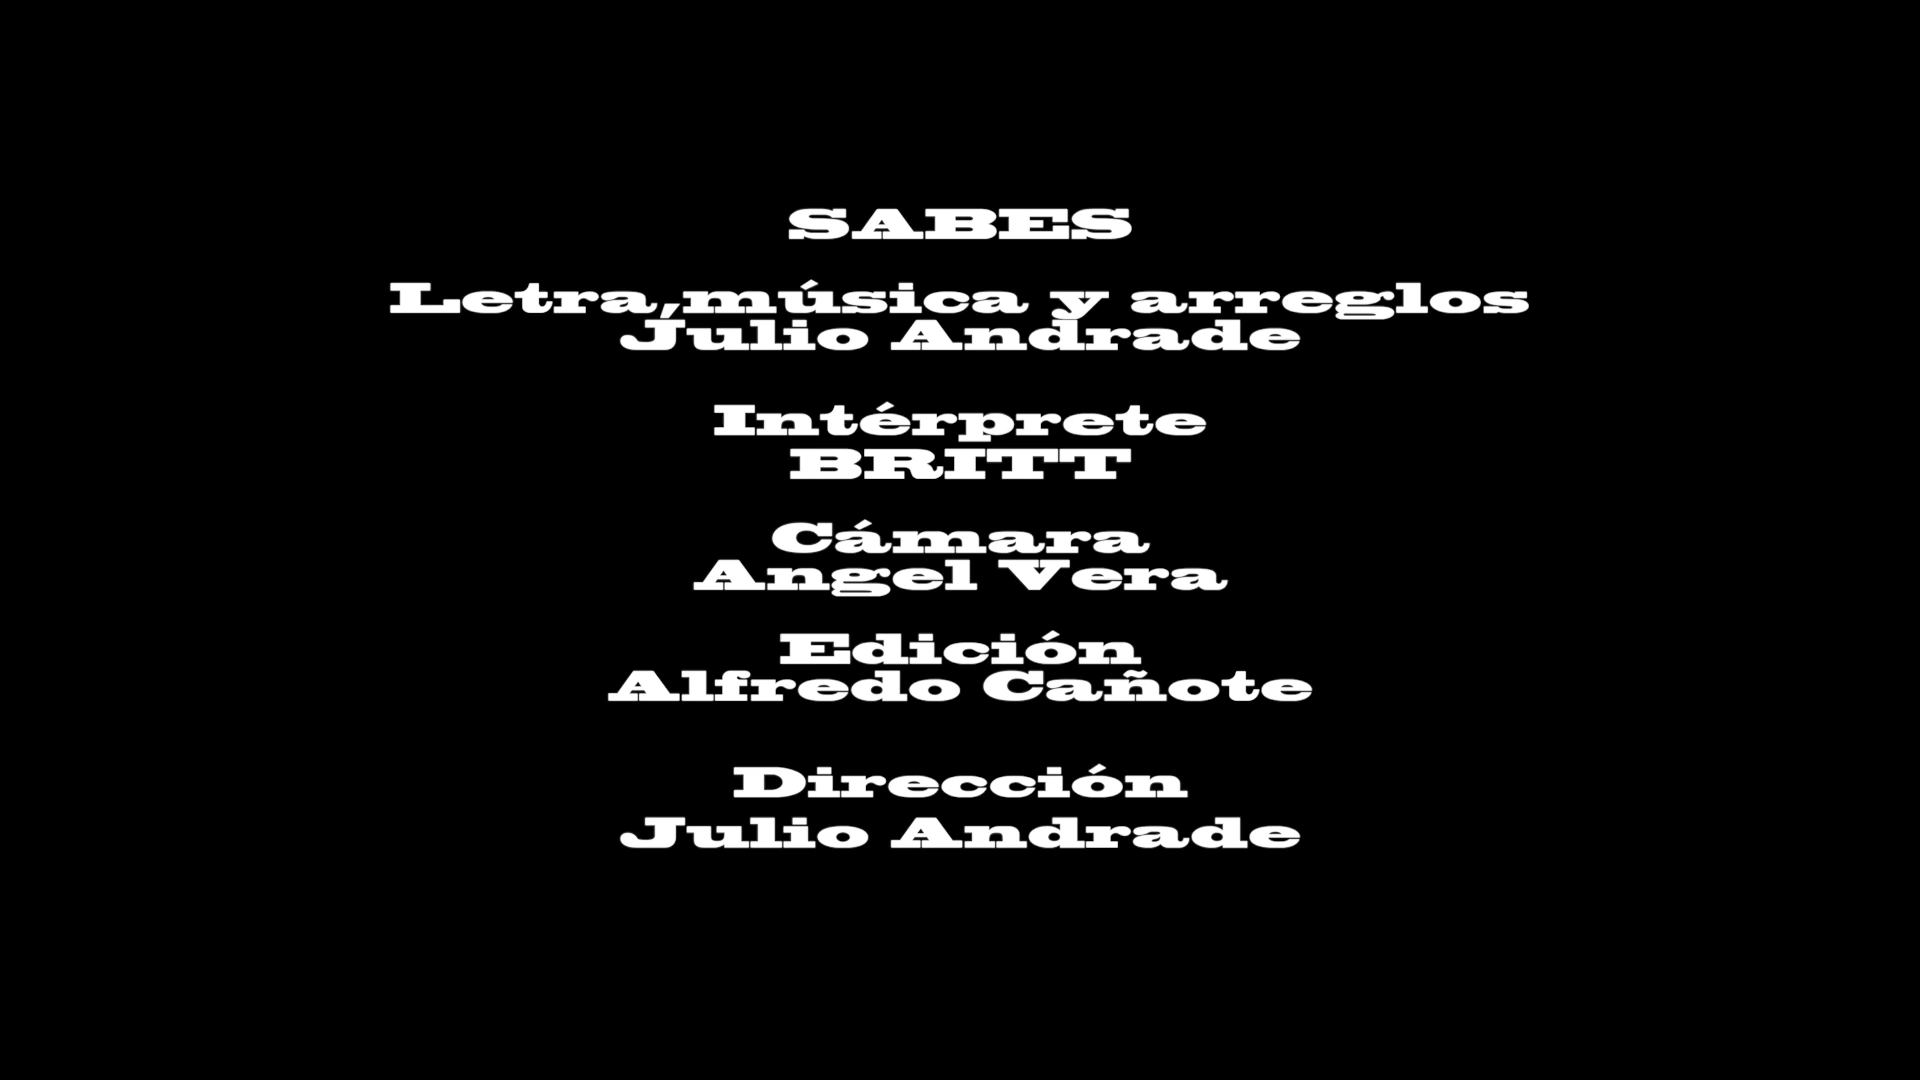 SABES
Letra,música y arreglos
Julio Andrade
Intérprete
BRITT
Cámara
Angel Vera
Edición
Alfredo Cañote
Dirección
Julio Andrade